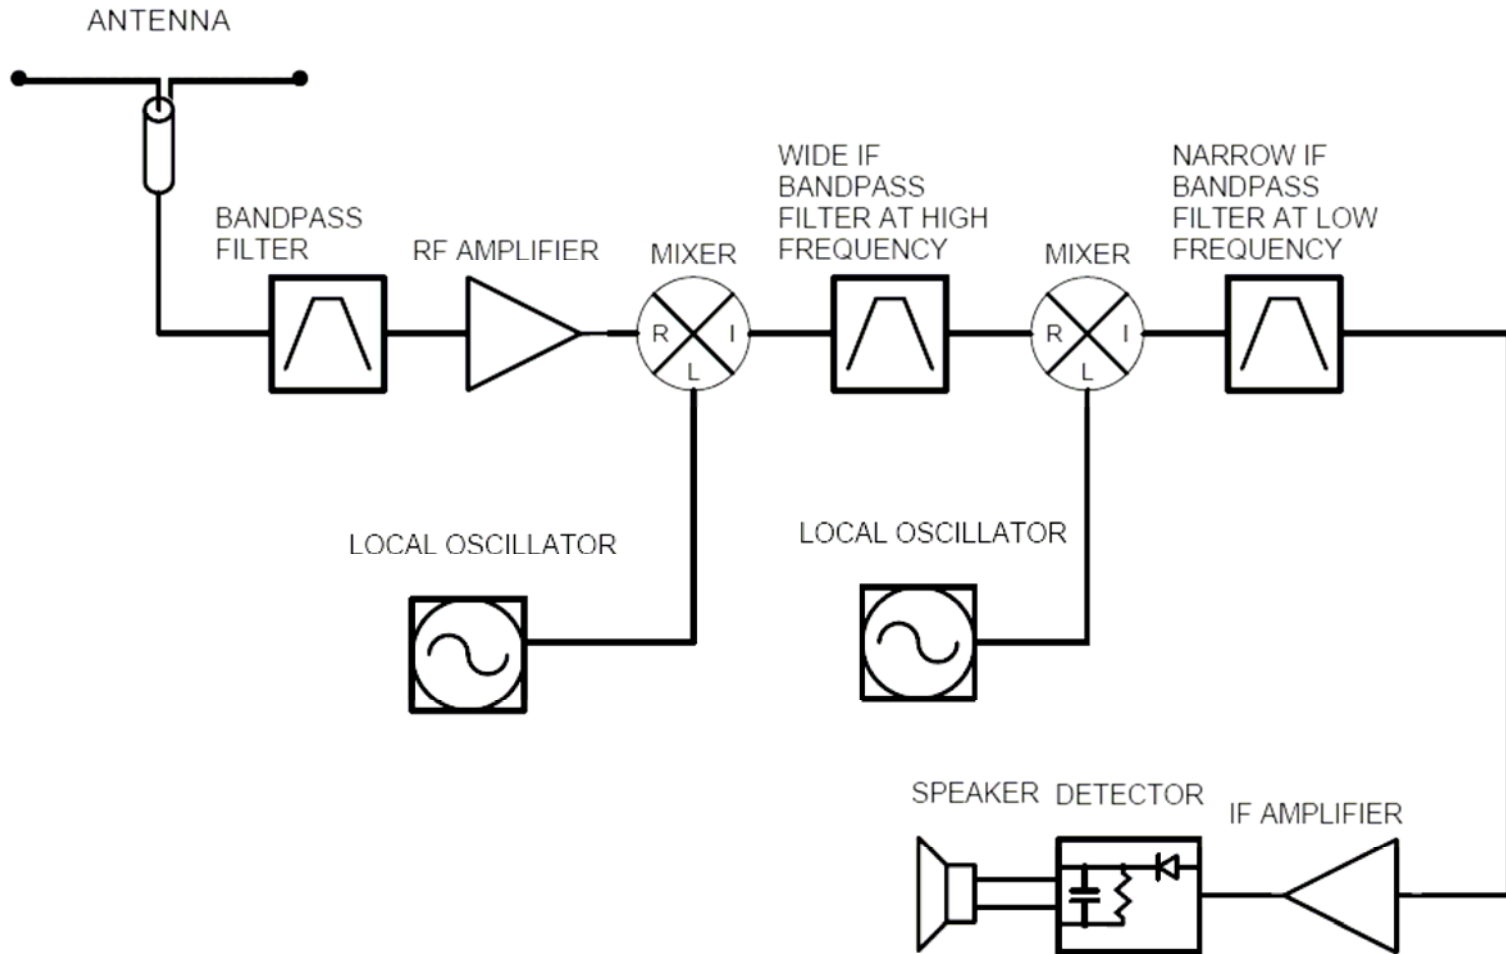 ANTENNA
BANDPASS
FILTER
RF AMPLIFIER
MIXER
WIDE IF
BANDPASS
FILTER AT HIGH
FREQUENCY
MIXER
NARROW IF
BANDPASS
FILTER AT LOW
FREQUENCY
R
I
L
R
I
L
LOCAL OSCILLATOR
LOCAL OSCILLATOR
SPEAKER
DETECTOR
IF AMPLIFIER